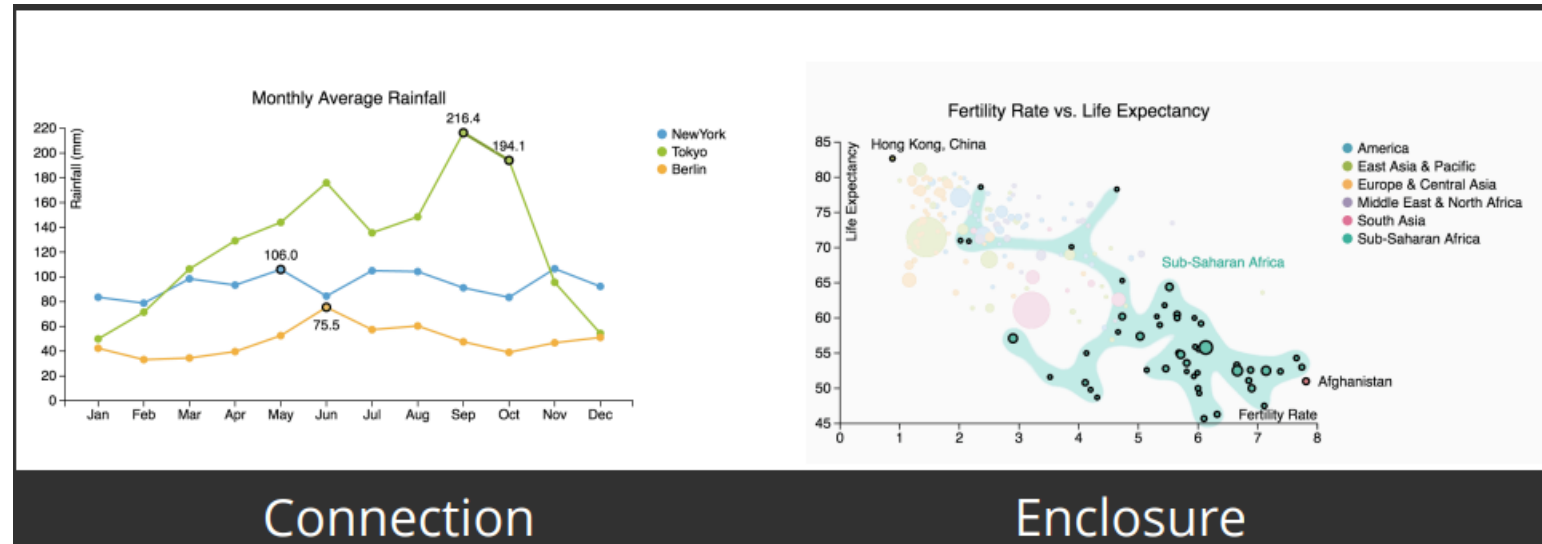 Monthly Average Rainfall
Rainfall (mm)
220
200
180
160
140
120
100
80
60
40
20
0
216.4
194.1
106.0
75.5
Jan Feb Mar Apr May Jun Jul Aug Sep Oct Nov Dec
NewYork
Tokyo
Berlin
Fertility Rate vs. Life Expectancy
Life Expectancy
85
80
75
70
65
60
55
50
45
Hong Kong, China
Sub-Saharan Africa
Afghanistan
Fertility Rate
0 1 2 3 4 5 6 7 8
America
East Asia & Pacific
Europe & Central Asia
Middle East & North Africa
South Asia
Sub-Saharan Africa
Connection
Enclosure